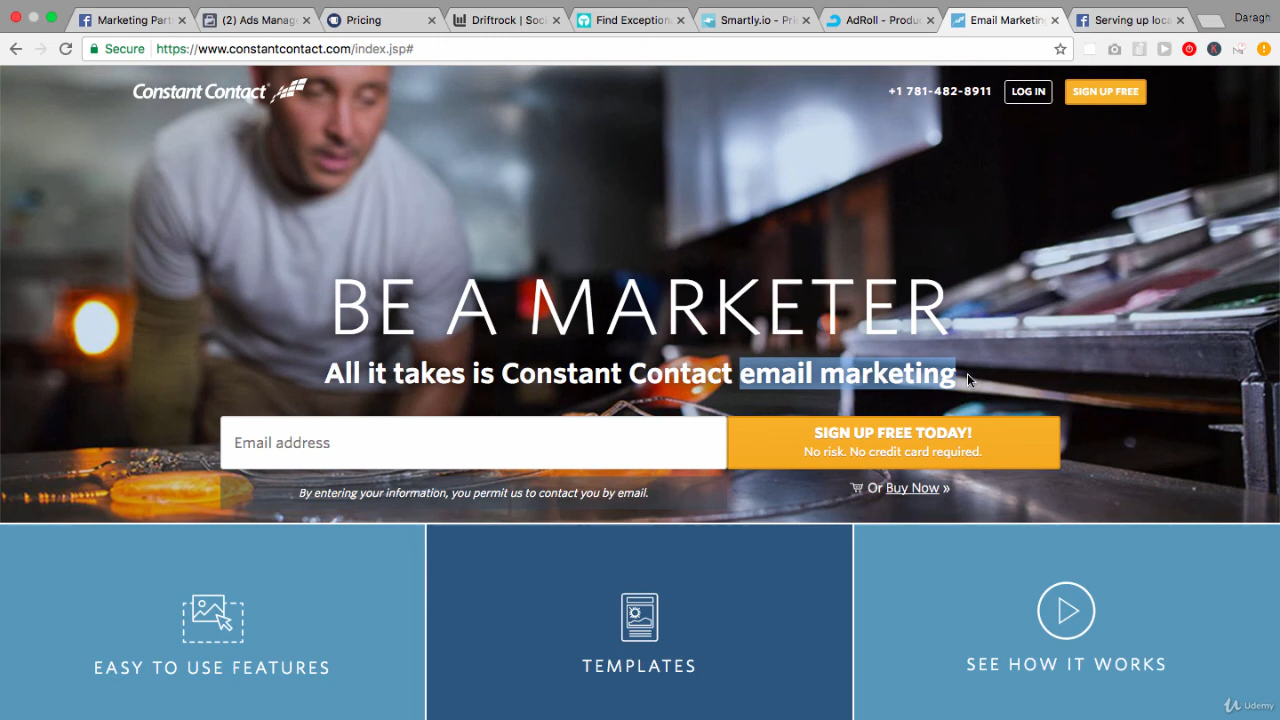 Marketing Part
(2) Ads Manag
Pricing
Driftrock | Soci
Find Exception
Smartly.io - Pri
AdRoll - Produ
Email Marketing
Serving up loca
Daragh
Secure
https://www.constantcontact.com/index.jsp#
Constant Contact
+1 781-482-8911
LOG IN
SIGN UP FREE
BE A MARKETER
All it takes is Constant Contact email marketing
Email address
SIGN UP FREE TODAY!
No risk. No credit card required.
By entering your information, you permit us to contact you by email.
Or Buy Now »
EASY TO USE FEATURES
TEMPLATES
SEE HOW IT WORKS
Udemy